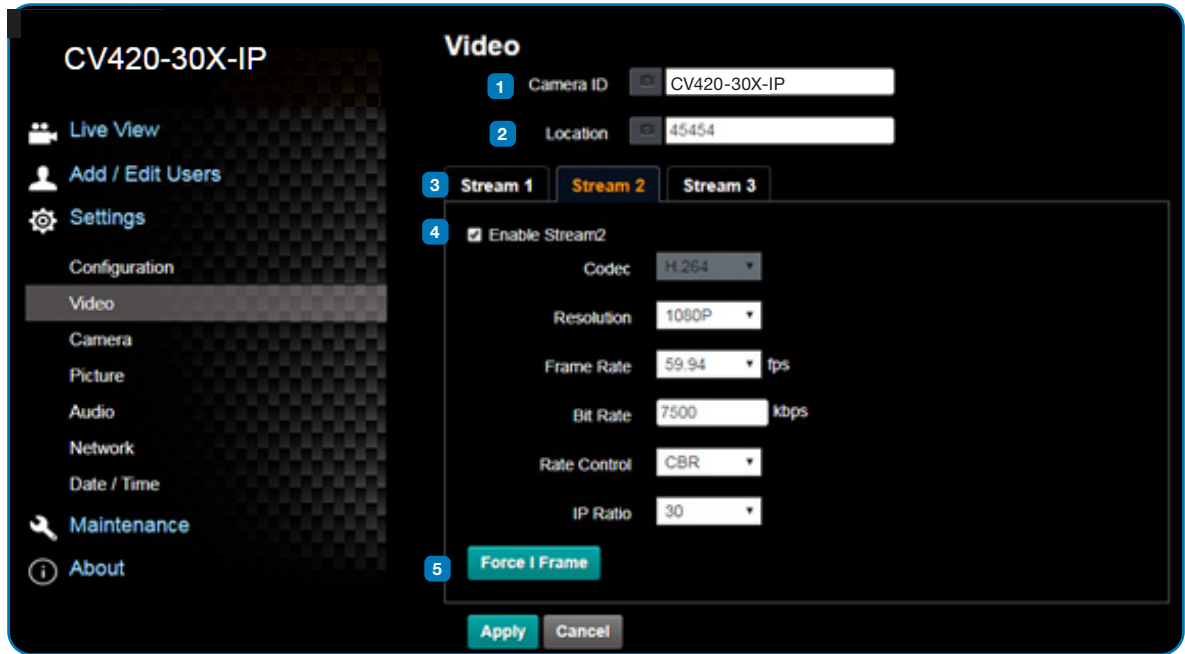 CV420-30X-IP
Live View
Add / Edit Users
Settings
Configuration
Video
Camera
Picture
Audio
Network
Date / Time
Maintenance
About
Video
1 Camera ID CV420-30X-IP
2 Location 45454
3 Stream 1 Stream 2 Stream 3
4 Enable Stream2
Codec H.264
Resolution 1080P
Frame Rate 59.94 fps
Bit Rate 7500 kbps
Rate Control CBR
IP Ratio 30
5 Force I Frame
Apply Cancel